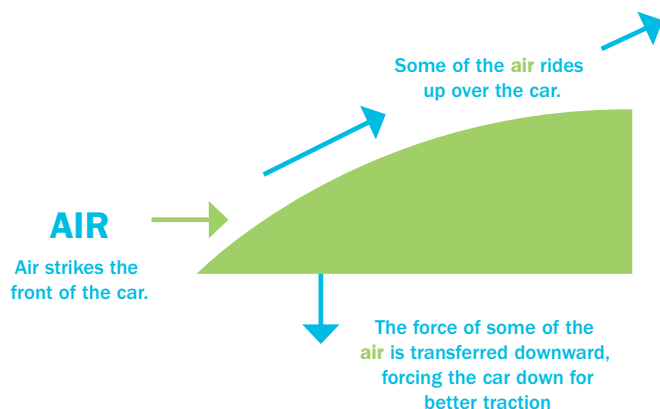 Some of the air rides
up over the car.
AIR
Air strikes the
front of the car.
The force of some of the
air is transferred downward,
forcing the car down for
better traction